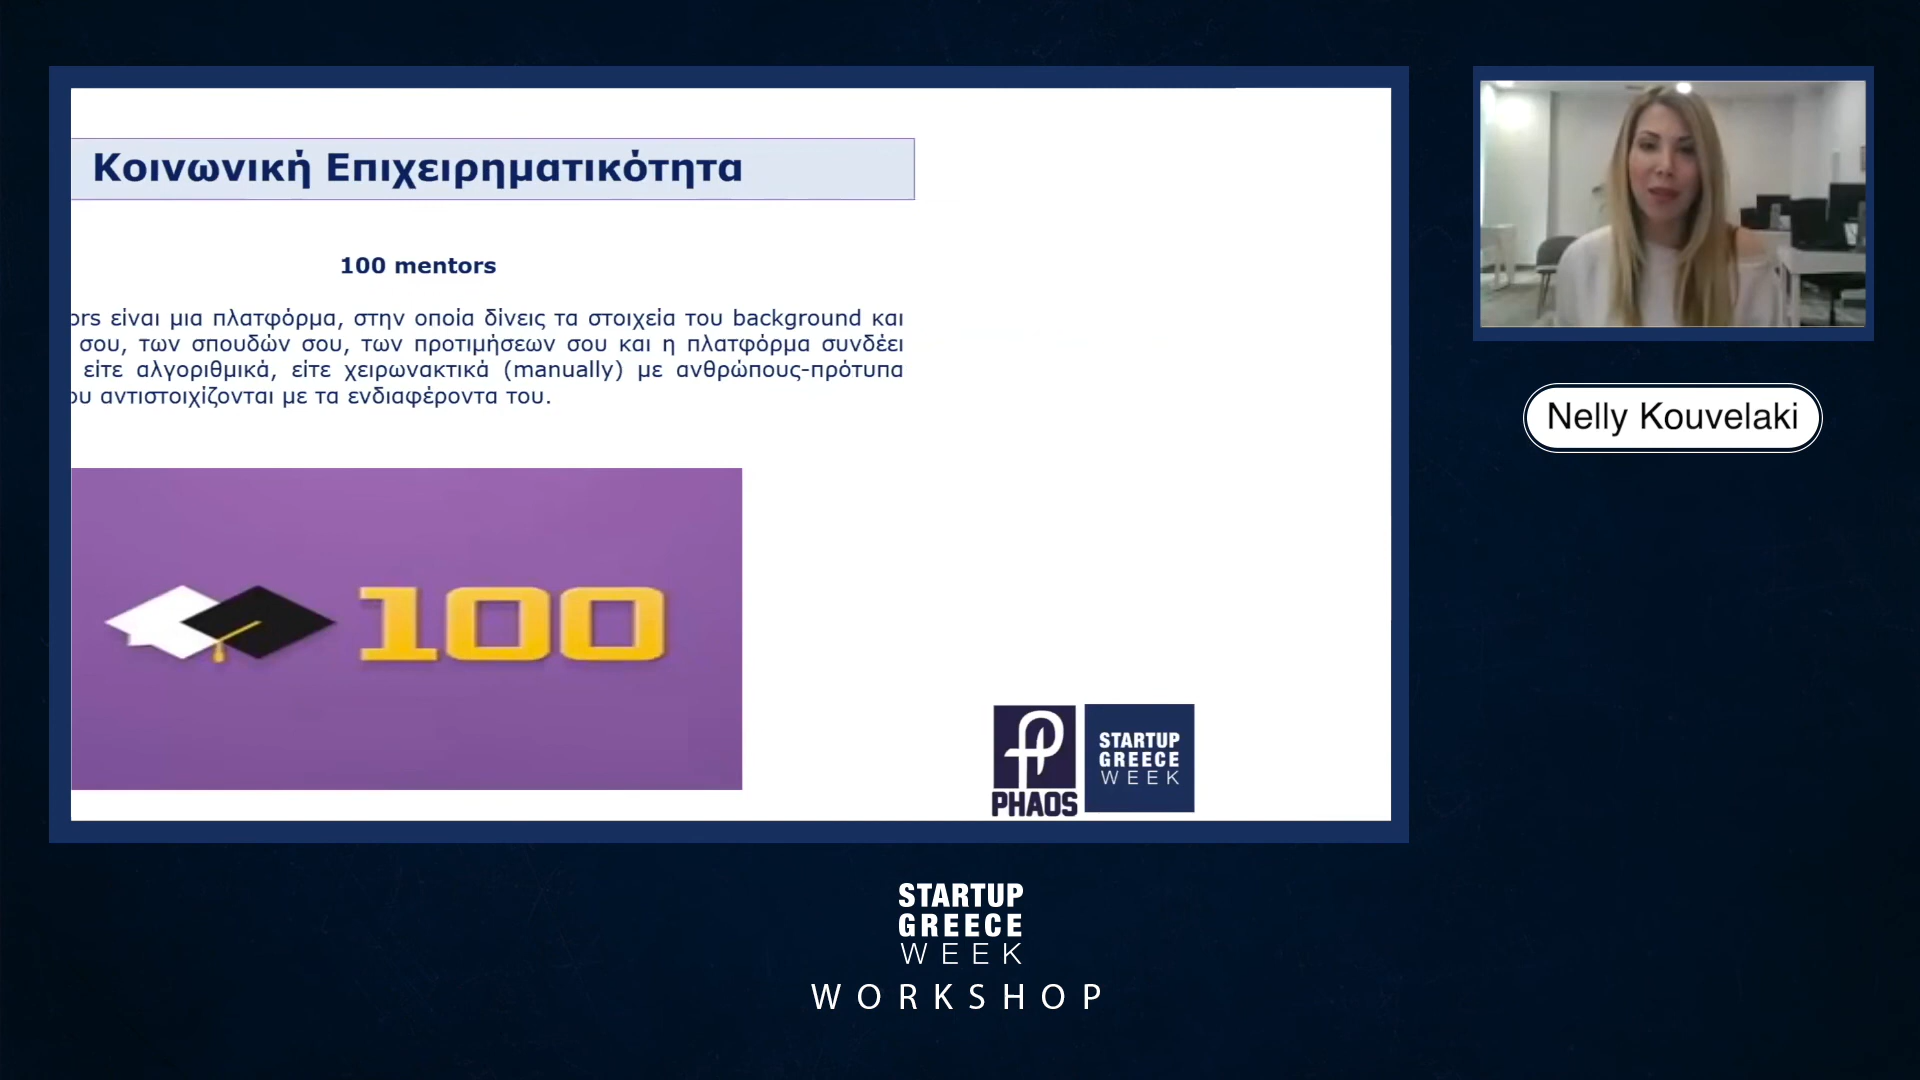 Κοινωνική Επιχειρηματικότητα
100 mentors
είναι μια πλατφόρμα, στην οποία δίνεις τα στοιχεία του background και
σου, των σπουδών σου, των προτιμήσεων σου και η πλατφόρμα συνδέει
είτε αλγοριθμικά, είτε χειρωνακτικά (manually) με ανθρώπους-πρότυπα
αντιστοιχίζονται με τα ενδιαφέροντα του.
100
PHAOS
STARTUP
GREECE
WEEK
Nelly Kouvelaki
STARTUP
GREECE
WEEK
WORKSHOP